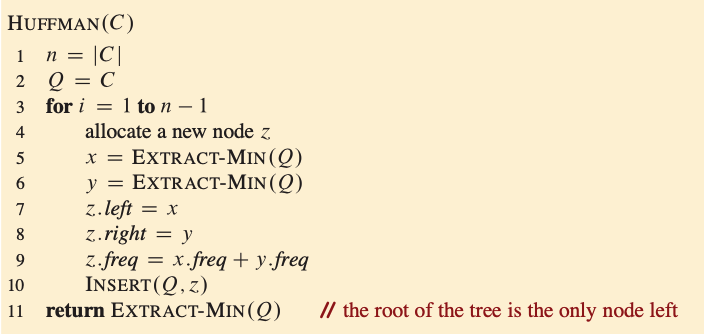 HUFFMAN(C)
1 n = |C|
2 Q = C
3 for i = 1 to n − 1
4 allocate a new node z
5 x = EXTRACT-MIN(Q)
6 y = EXTRACT-MIN(Q)
7 z.left = x
8 z.right = y
9 z.freq = x.freq + y.freq
10 INSERT(Q, z)
11 return EXTRACT-MIN(Q) // the root of the tree is the only node left